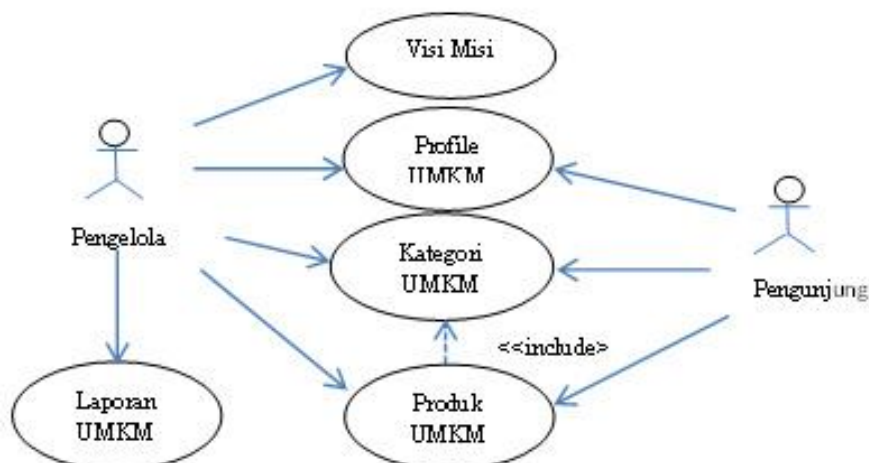 Visi Misi
Profile
UMKM
Pengelola
Kategori
UMKM
Pengunjung
<<include>
Laporan
UMKM
Produk
UMKM